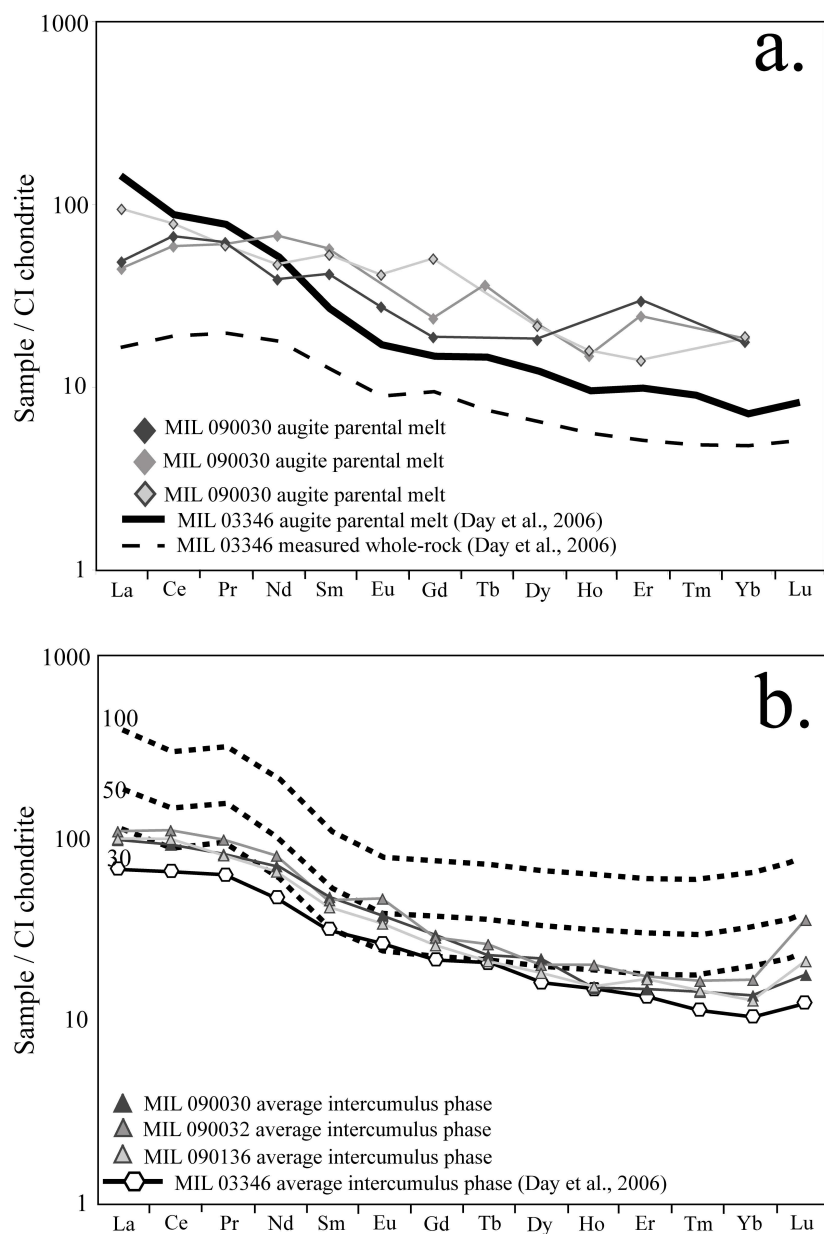 a.
1000
100
10
1
Sample / CI chondrite
MIL 090030 augite parental melt
MIL 090030 augite parental melt
MIL 090030 augite parental melt
MIL 03346 augite parental melt (Day et al., 2006)
MIL 03346 measured whole-rock (Day et al., 2006)
La Ce Pr Nd Sm Eu Gd Tb Dy Ho Er Tm Yb Lu
b.
1000
100
10
1
Sample / CI chondrite
100
50
30
MIL 090030 average intercumulus phase
MIL 090032 average intercumulus phase
MIL 090136 average intercumulus phase
MIL 03346 average intercumulus phase (Day et al., 2006)
La Ce Pr Nd Sm Eu Gd Tb Dy Ho Er Tm Yb Lu